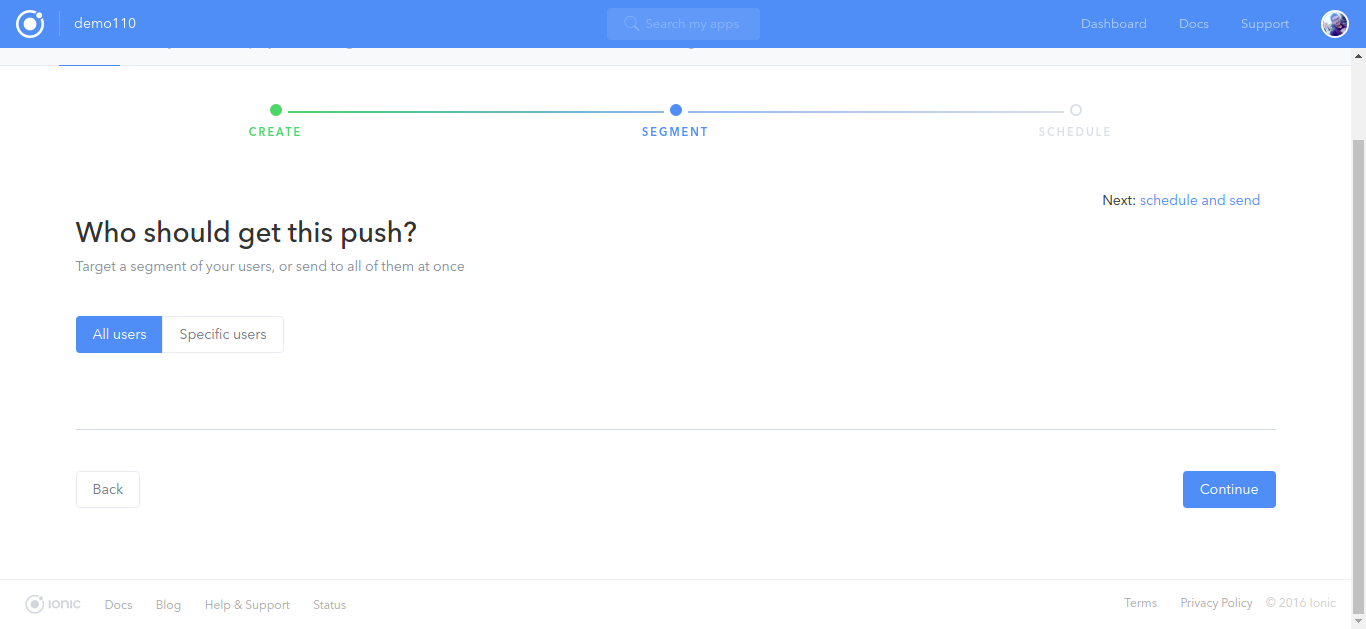 demo110
Search my apps
Dashboard Docs Support
CREATE SEGMENT SCHEDULE
Next: schedule and send
Who should get this push?
Target a segment of your users, or send to all of them at once
All users Specific users
Back Continue
IONIC Docs Blog Help & Support Status Terms Privacy Policy © 2016 Ionic